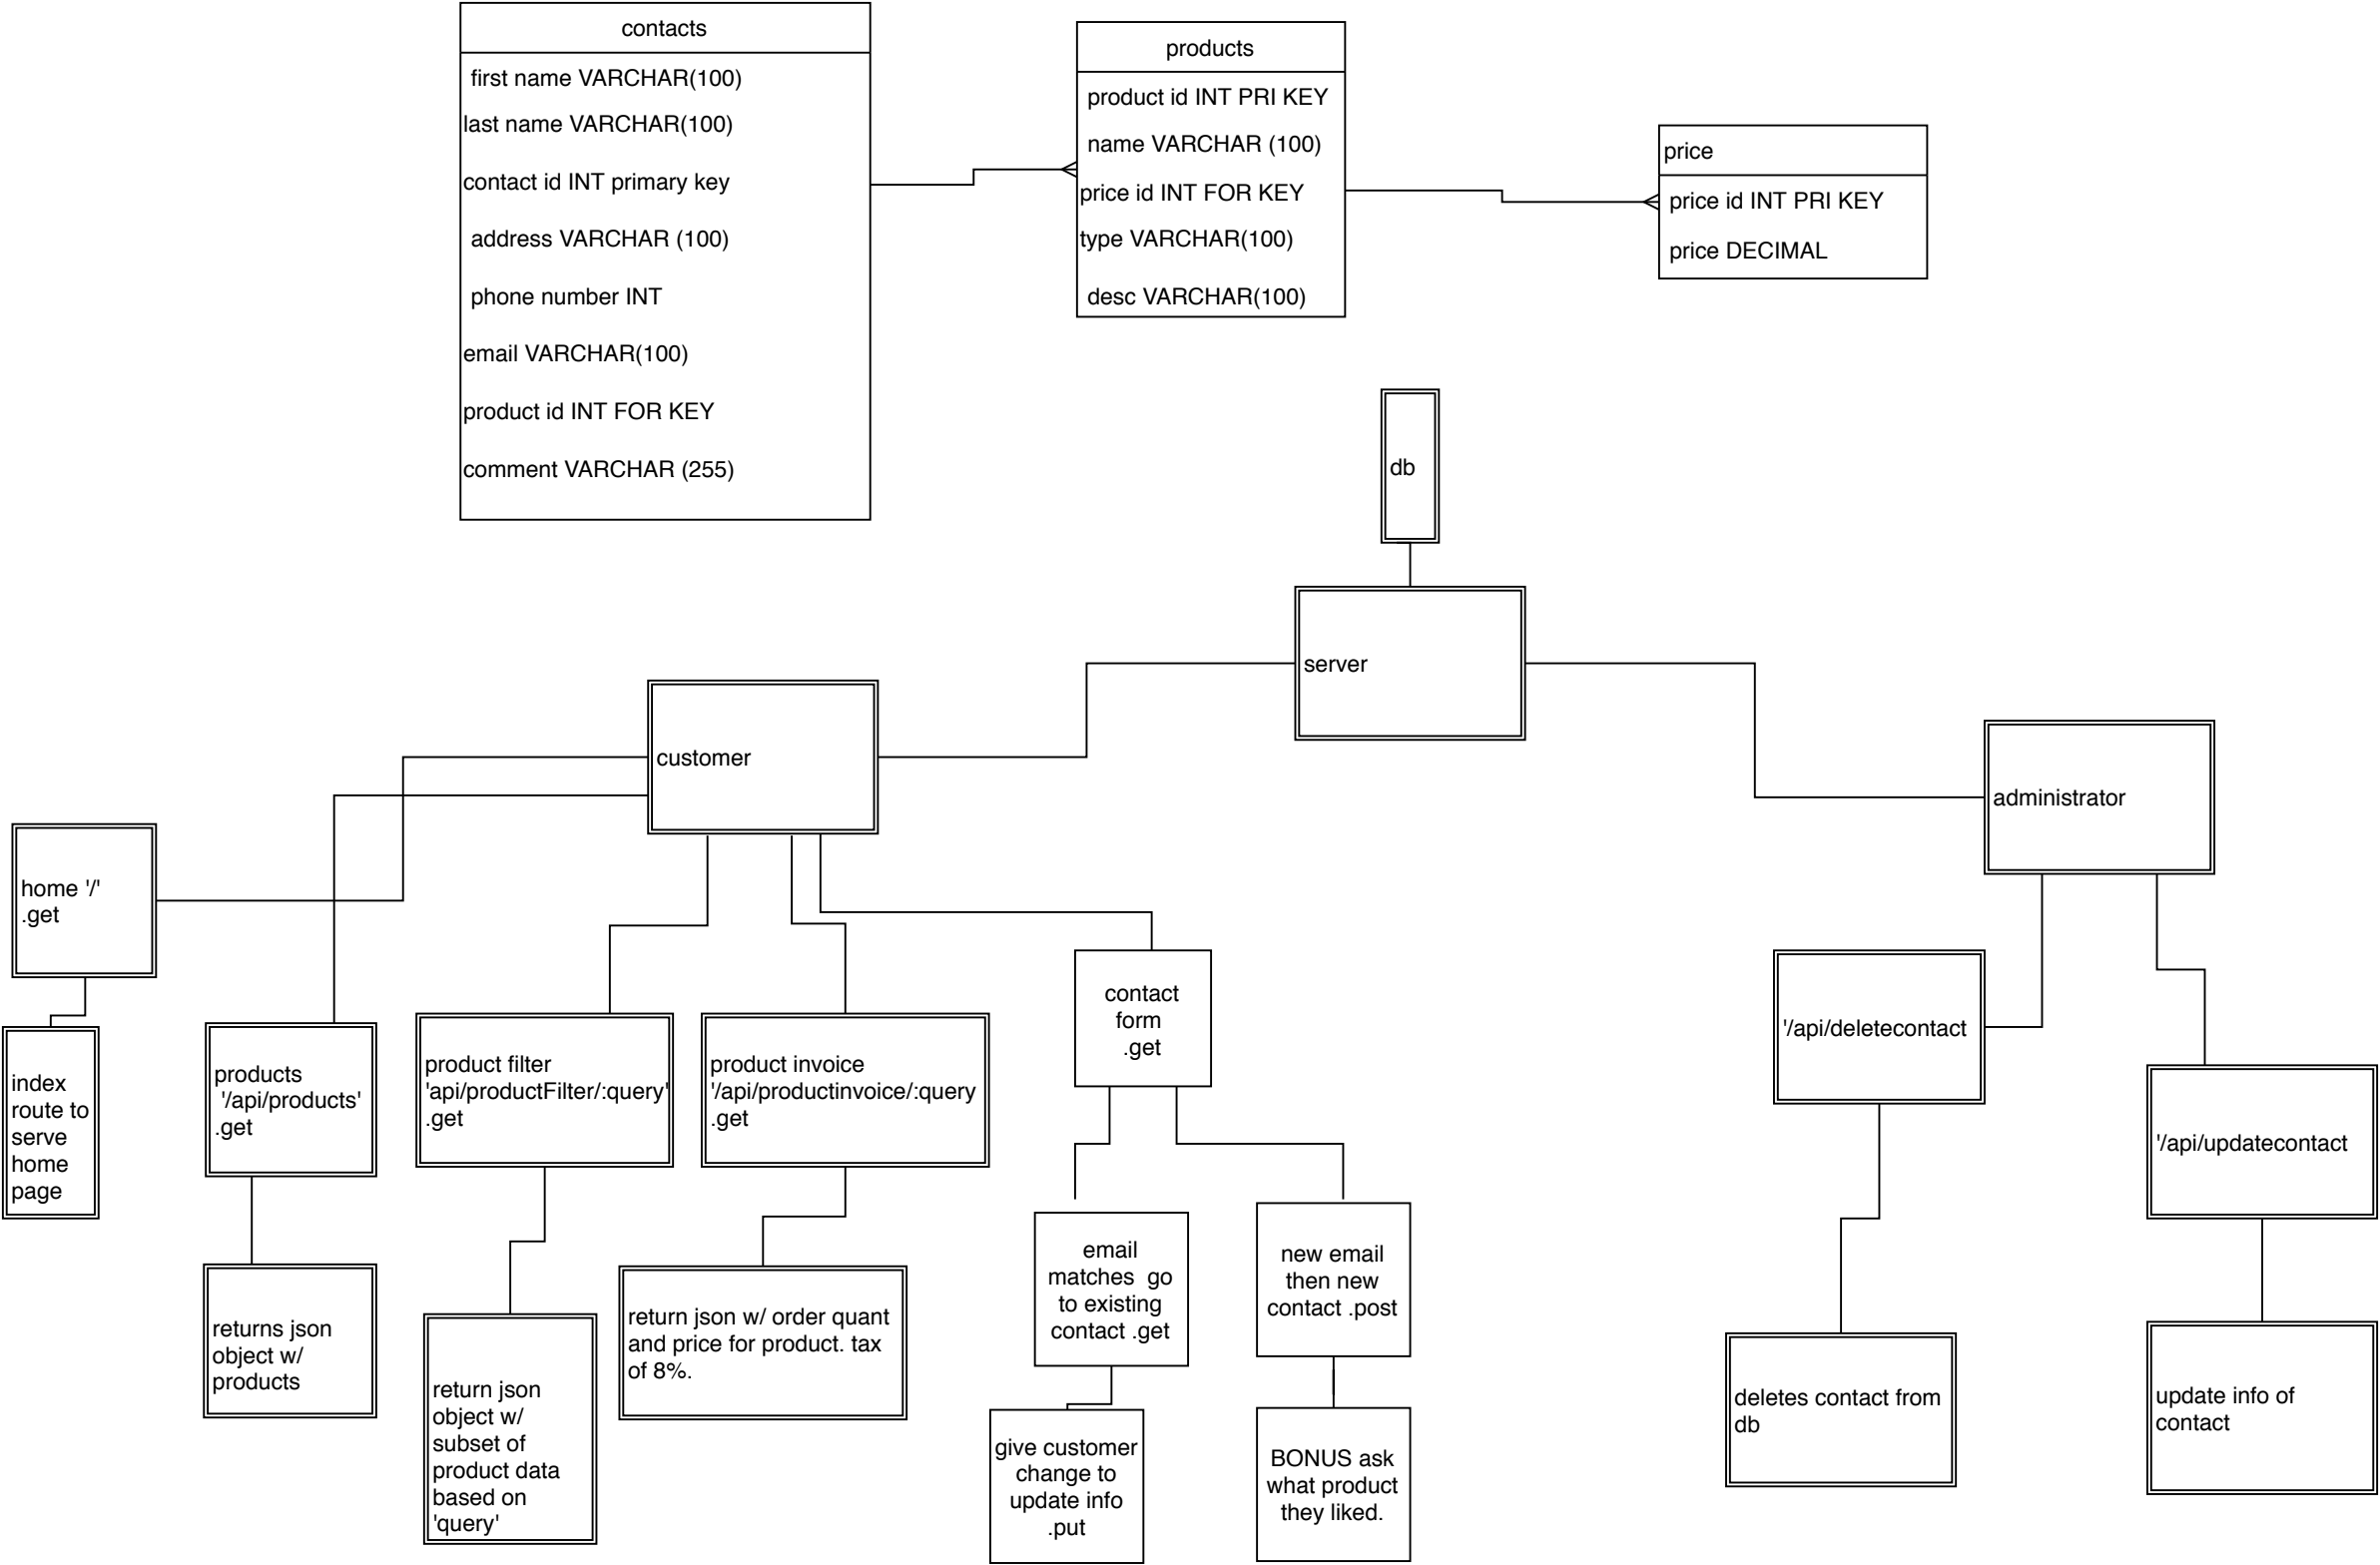 contacts
first name VARCHAR(100)
last name VARCHAR(100)
contact id INT primary key
address VARCHAR (100)
phone number INT
email VARCHAR(100)
product id INT FOR KEY
comment VARCHAR (255)
products
product id INT PRI KEY
name VARCHAR (100)
price id INT FOR KEY
type VARCHAR(100)
desc VARCHAR(100)
price
price id INT PRI KEY
price DECIMAL
db
server
customer
administrator
home '/'
.get
index
route to
serve
home
page
products
'/api/products'
.get
returns json
object w/
products
product filter
'api/productFilter/:query'
.get
return json
object w/
subset of
product data
based on
'query'
product invoice
'/api/productinvoice/:query
.get
return json w/ order quant
and price for product. tax
of 8%.
contact
form
.get
email
matches  go
to existing
contact .get
give customer
change to
update info
.put
new email
then new
contact .post
BONUS ask
what product
they liked.
'/api/deletecontact
deletes contact from
db
'/api/updatecontact
update info of
contact